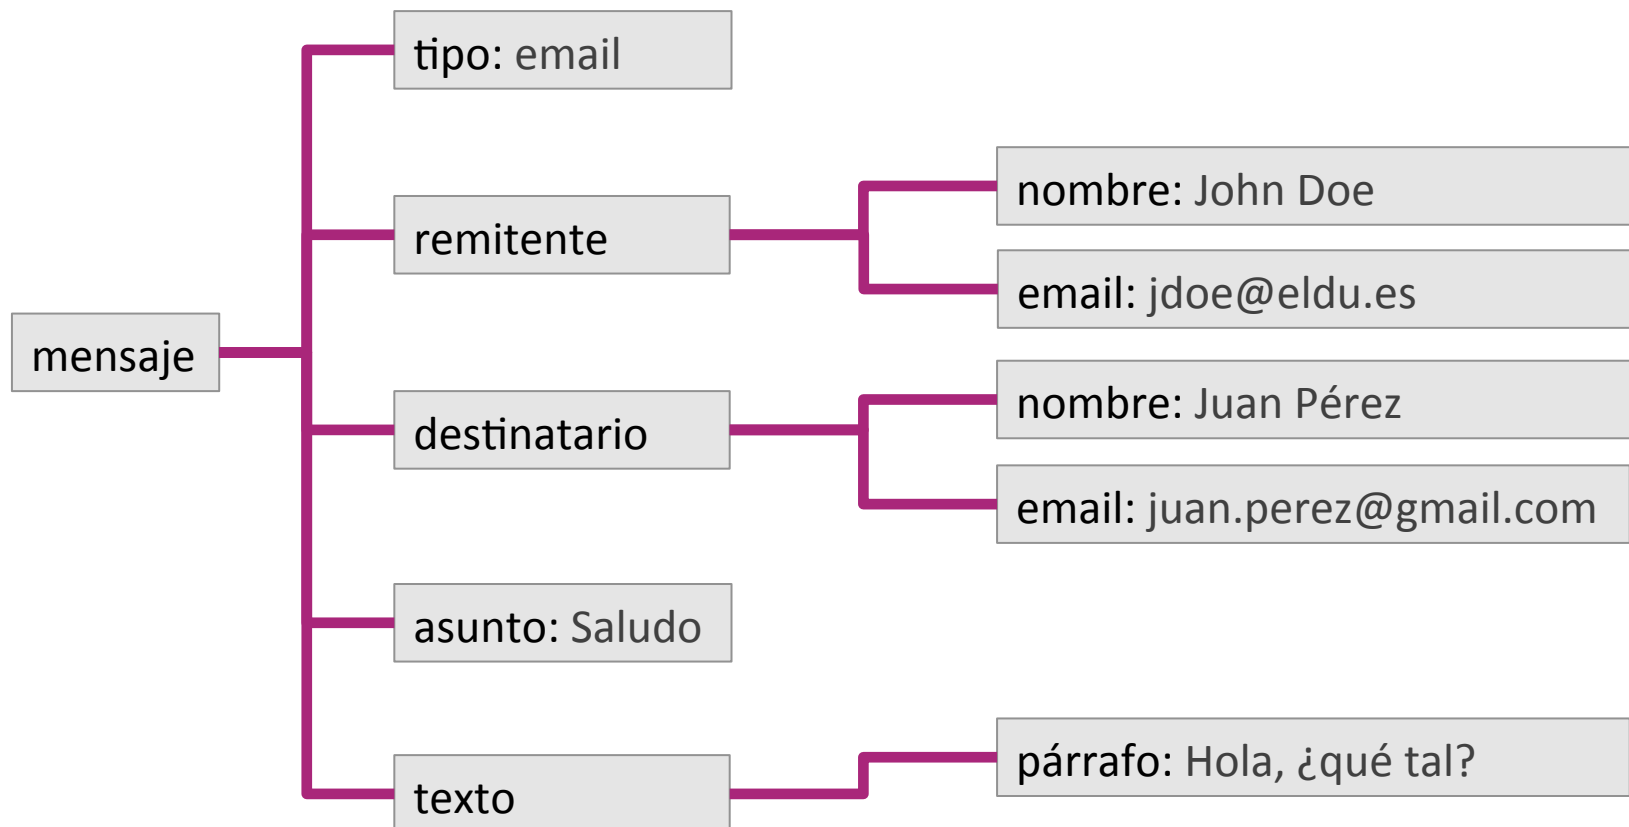 tipo: email
remitente
nombre: John Doe
email: jdoe@eldu.es
mensaje
destinatario
nombre: Juan Pérez
email: juan.perez@gmail.com
asunto: Saludo
texto
párrafo: Hola, ¿qué tal?